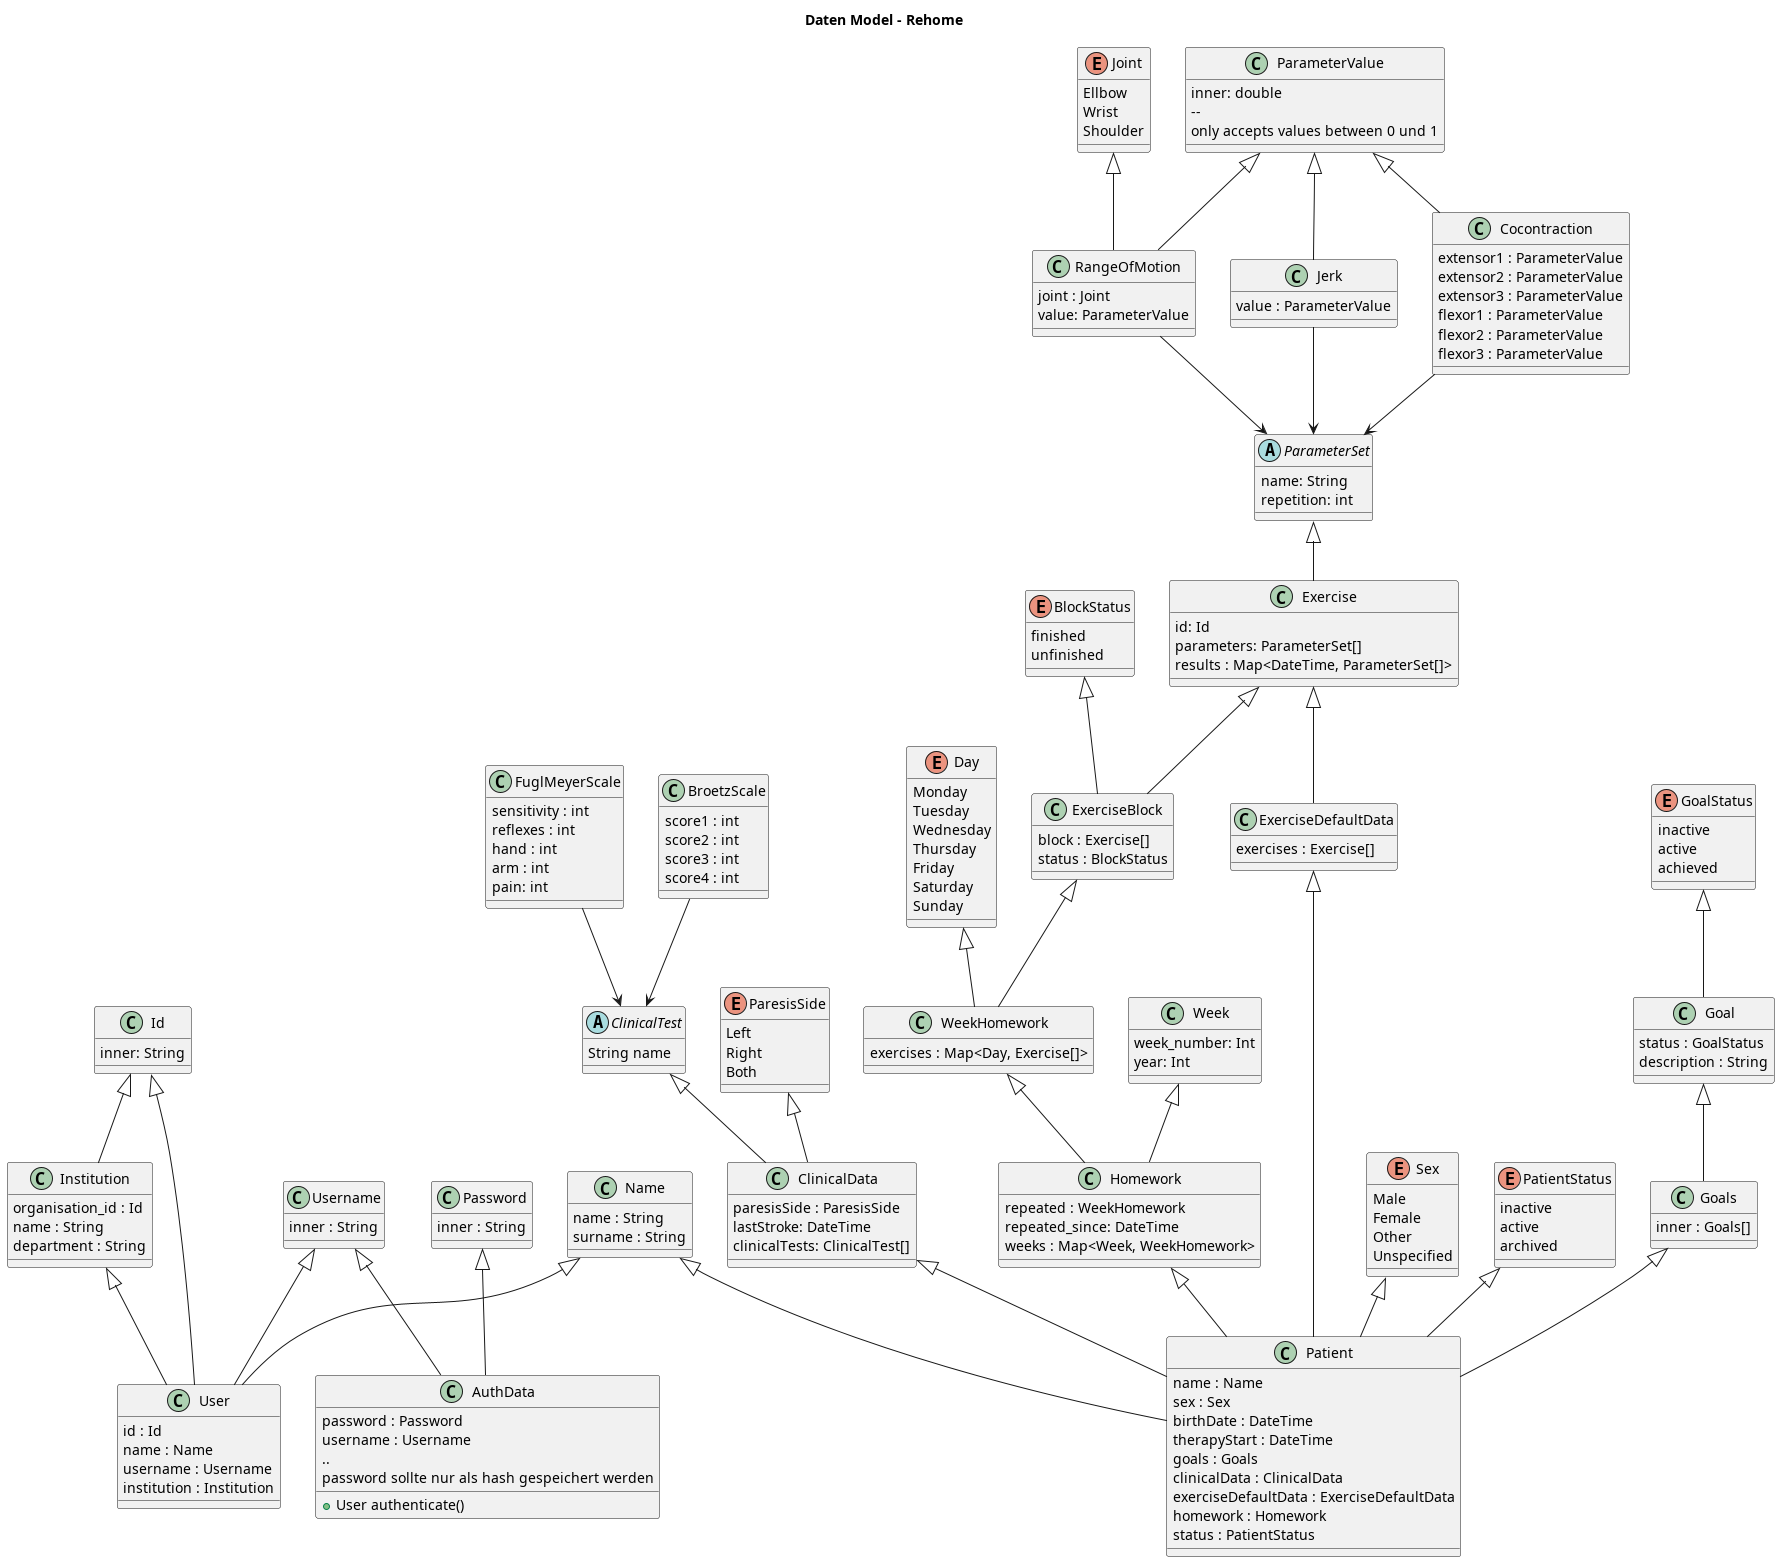 Daten Model - Rehome
E Joint
Ellbow
Wrist
Shoulder
C ParameterValue
inner: double
--
only accepts values between 0 und 1
C RangeOfMotion
joint : Joint
value: ParameterValue
C Jerk
value : ParameterValue
C Cocontraction
extensor1 : ParameterValue
extensor2 : ParameterValue
extensor3 : ParameterValue
flexor1 : ParameterValue
flexor2 : ParameterValue
flexor3 : ParameterValue
A ParameterSet
name: String
repetition: int
E BlockStatus
finished
unfinished
C Exercise
id: Id
parameters: ParameterSet[]
results : Map<DateTime, ParameterSet[]>
C FuglMeyerScale
sensitivity : int
reflexes : int
hand : int
arm : int
pain: int
C BroetzScale
score1 : int
score2 : int
score3 : int
score4 : int
E Day
Monday
Tuesday
Wednesday
Thursday
Friday
Saturday
Sunday
C ExerciseBlock
block : Exercise[]
status : BlockStatus
C ExerciseDefaultData
exercises : Exercise[]
E GoalStatus
inactive
active
achieved
C Id
inner: String
A ClinicalTest
String name
E ParesisSide
Left
Right
Both
C WeekHomework
exercises : Map<Day, Exercise[]>
C Week
week_number: Int
year: Int
C Goal
status : GoalStatus
description : String
C Institution
organisation_id : Id
name : String
department : String
C Username
inner : String
C Password
inner : String
C Name
name : String
surname : String
C ClinicalData
paresisSide : ParesisSide
lastStroke: DateTime
clinicalTests: ClinicalTest[]
C Homework
repeated : WeekHomework
repeated_since: DateTime
weeks : Map<Week, WeekHomework>
E Sex
Male
Female
Other
Unspecified
E PatientStatus
inactive
active
archived
C Goals
inner : Goals[]
C User
id : Id
name : Name
username : Username
institution : Institution
C AuthData
password : Password
username : Username
..
password sollte nur als hash gespeichert werden
User authenticate()
C Patient
name : Name
sex : Sex
birthDate : DateTime
therapyStart : DateTime
goals : Goals
clinicalData : ClinicalData
exerciseDefaultData : ExerciseDefaultData
homework : Homework
status : PatientStatus